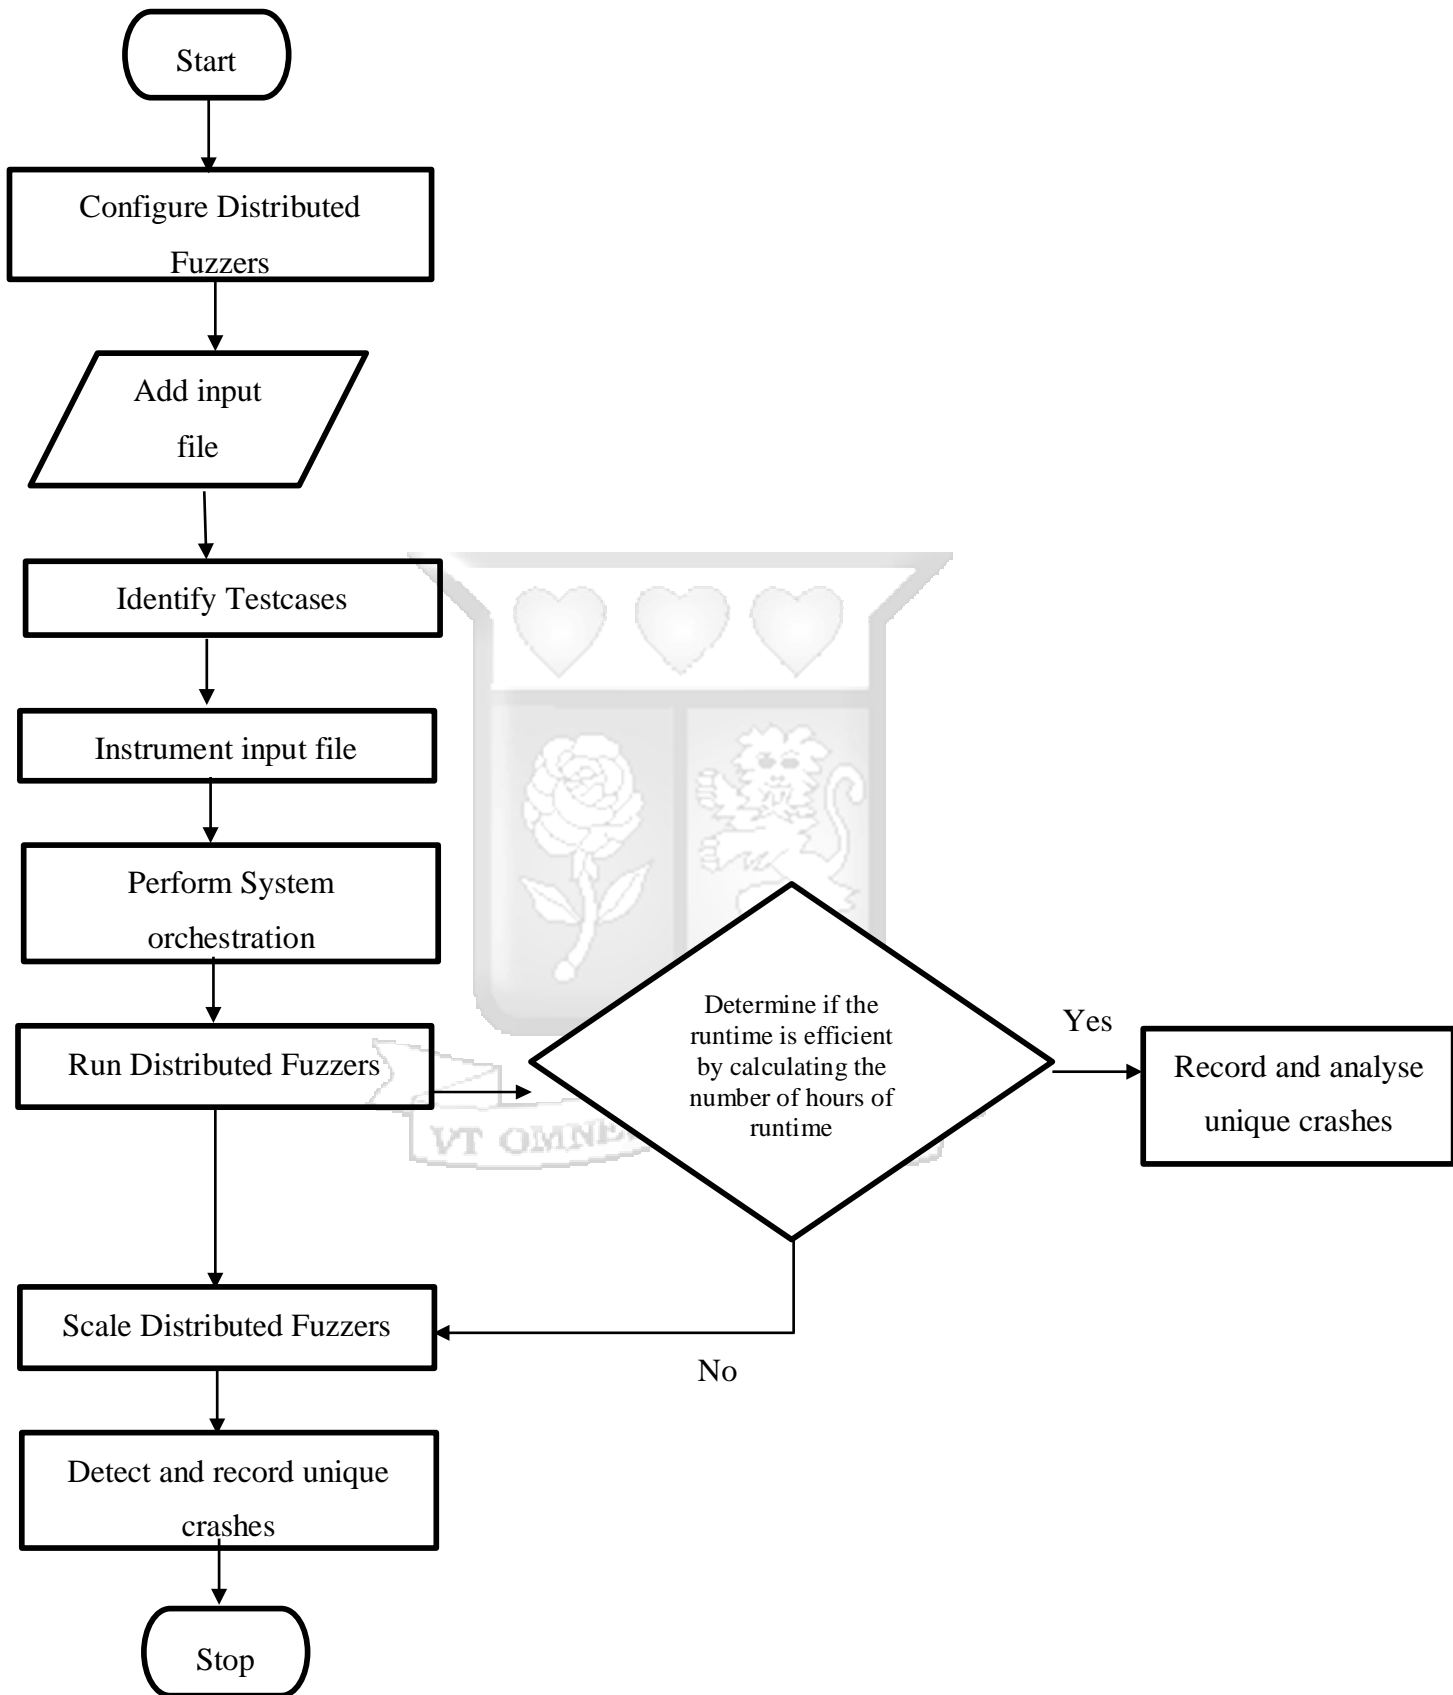 Start
Configure Distributed
Fuzzers
Add input
file
Identify Testcases
Instrument input file
Perform System
orchestration
Run Distributed Fuzzers
Determine if the
runtime is efficient
by calculating the
number of hours of
runtime
Yes
Record and analyse
unique crashes
VT OMNE
Scale Distributed Fuzzers
No
Detect and record unique
crashes
Stop